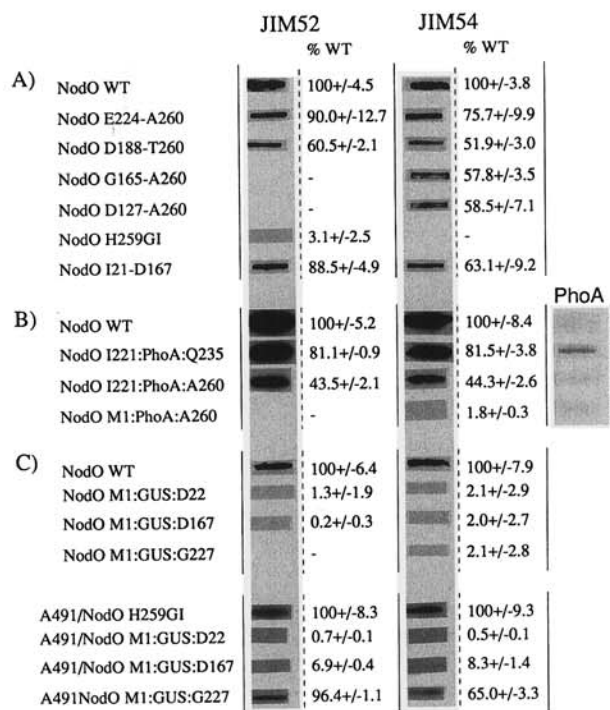 JIM52 JIM54
% WT % WT
A) NodO WT 100+/-4.5 100+/-3.8
NodO E224-A260 90.0+/-12.7 75.7+/-9.9
NodO D188-T260 60.5+/-2.1 51.9+/-3.0
NodO G165-A260 - 57.8+/-3.5
NodO D127-A260 - 58.5+/-7.1
NodO H259GI 3.1+/-2.5 -
NodO I21-D167 88.5+/-4.9 63.1+/-9.2
PhoA
B) NodO WT 100+/-5.2 100+/-8.4
NodO I221:PhoA:Q235 81.1+/-0.9 81.5+/-3.8
NodO I221:PhoA:A260 43.5+/-2.1 44.3+/-2.6
NodO M1:PhoA:A260 - 1.8+/-0.3
C) NodO WT 100+/-6.4 100+/-7.9
NodO M1:GUS:D22 1.3+/-1.9 2.1+/-2.9
NodO M1:GUS:D167 0.2+/-0.3 2.0+/-2.7
NodO M1:GUS:G227 - 2.1+/-2.8
A491/NodO H259GI 100+/-8.3 100+/-9.3
A491/NodO M1:GUS:D22 0.7+/-0.1 0.5+/-0.1
A491/NodO M1:GUS:D167 6.9+/-0.4 8.3+/-1.4
A491NodO M1:GUS:G227 96.4+/-1.1 65.0+/-3.3